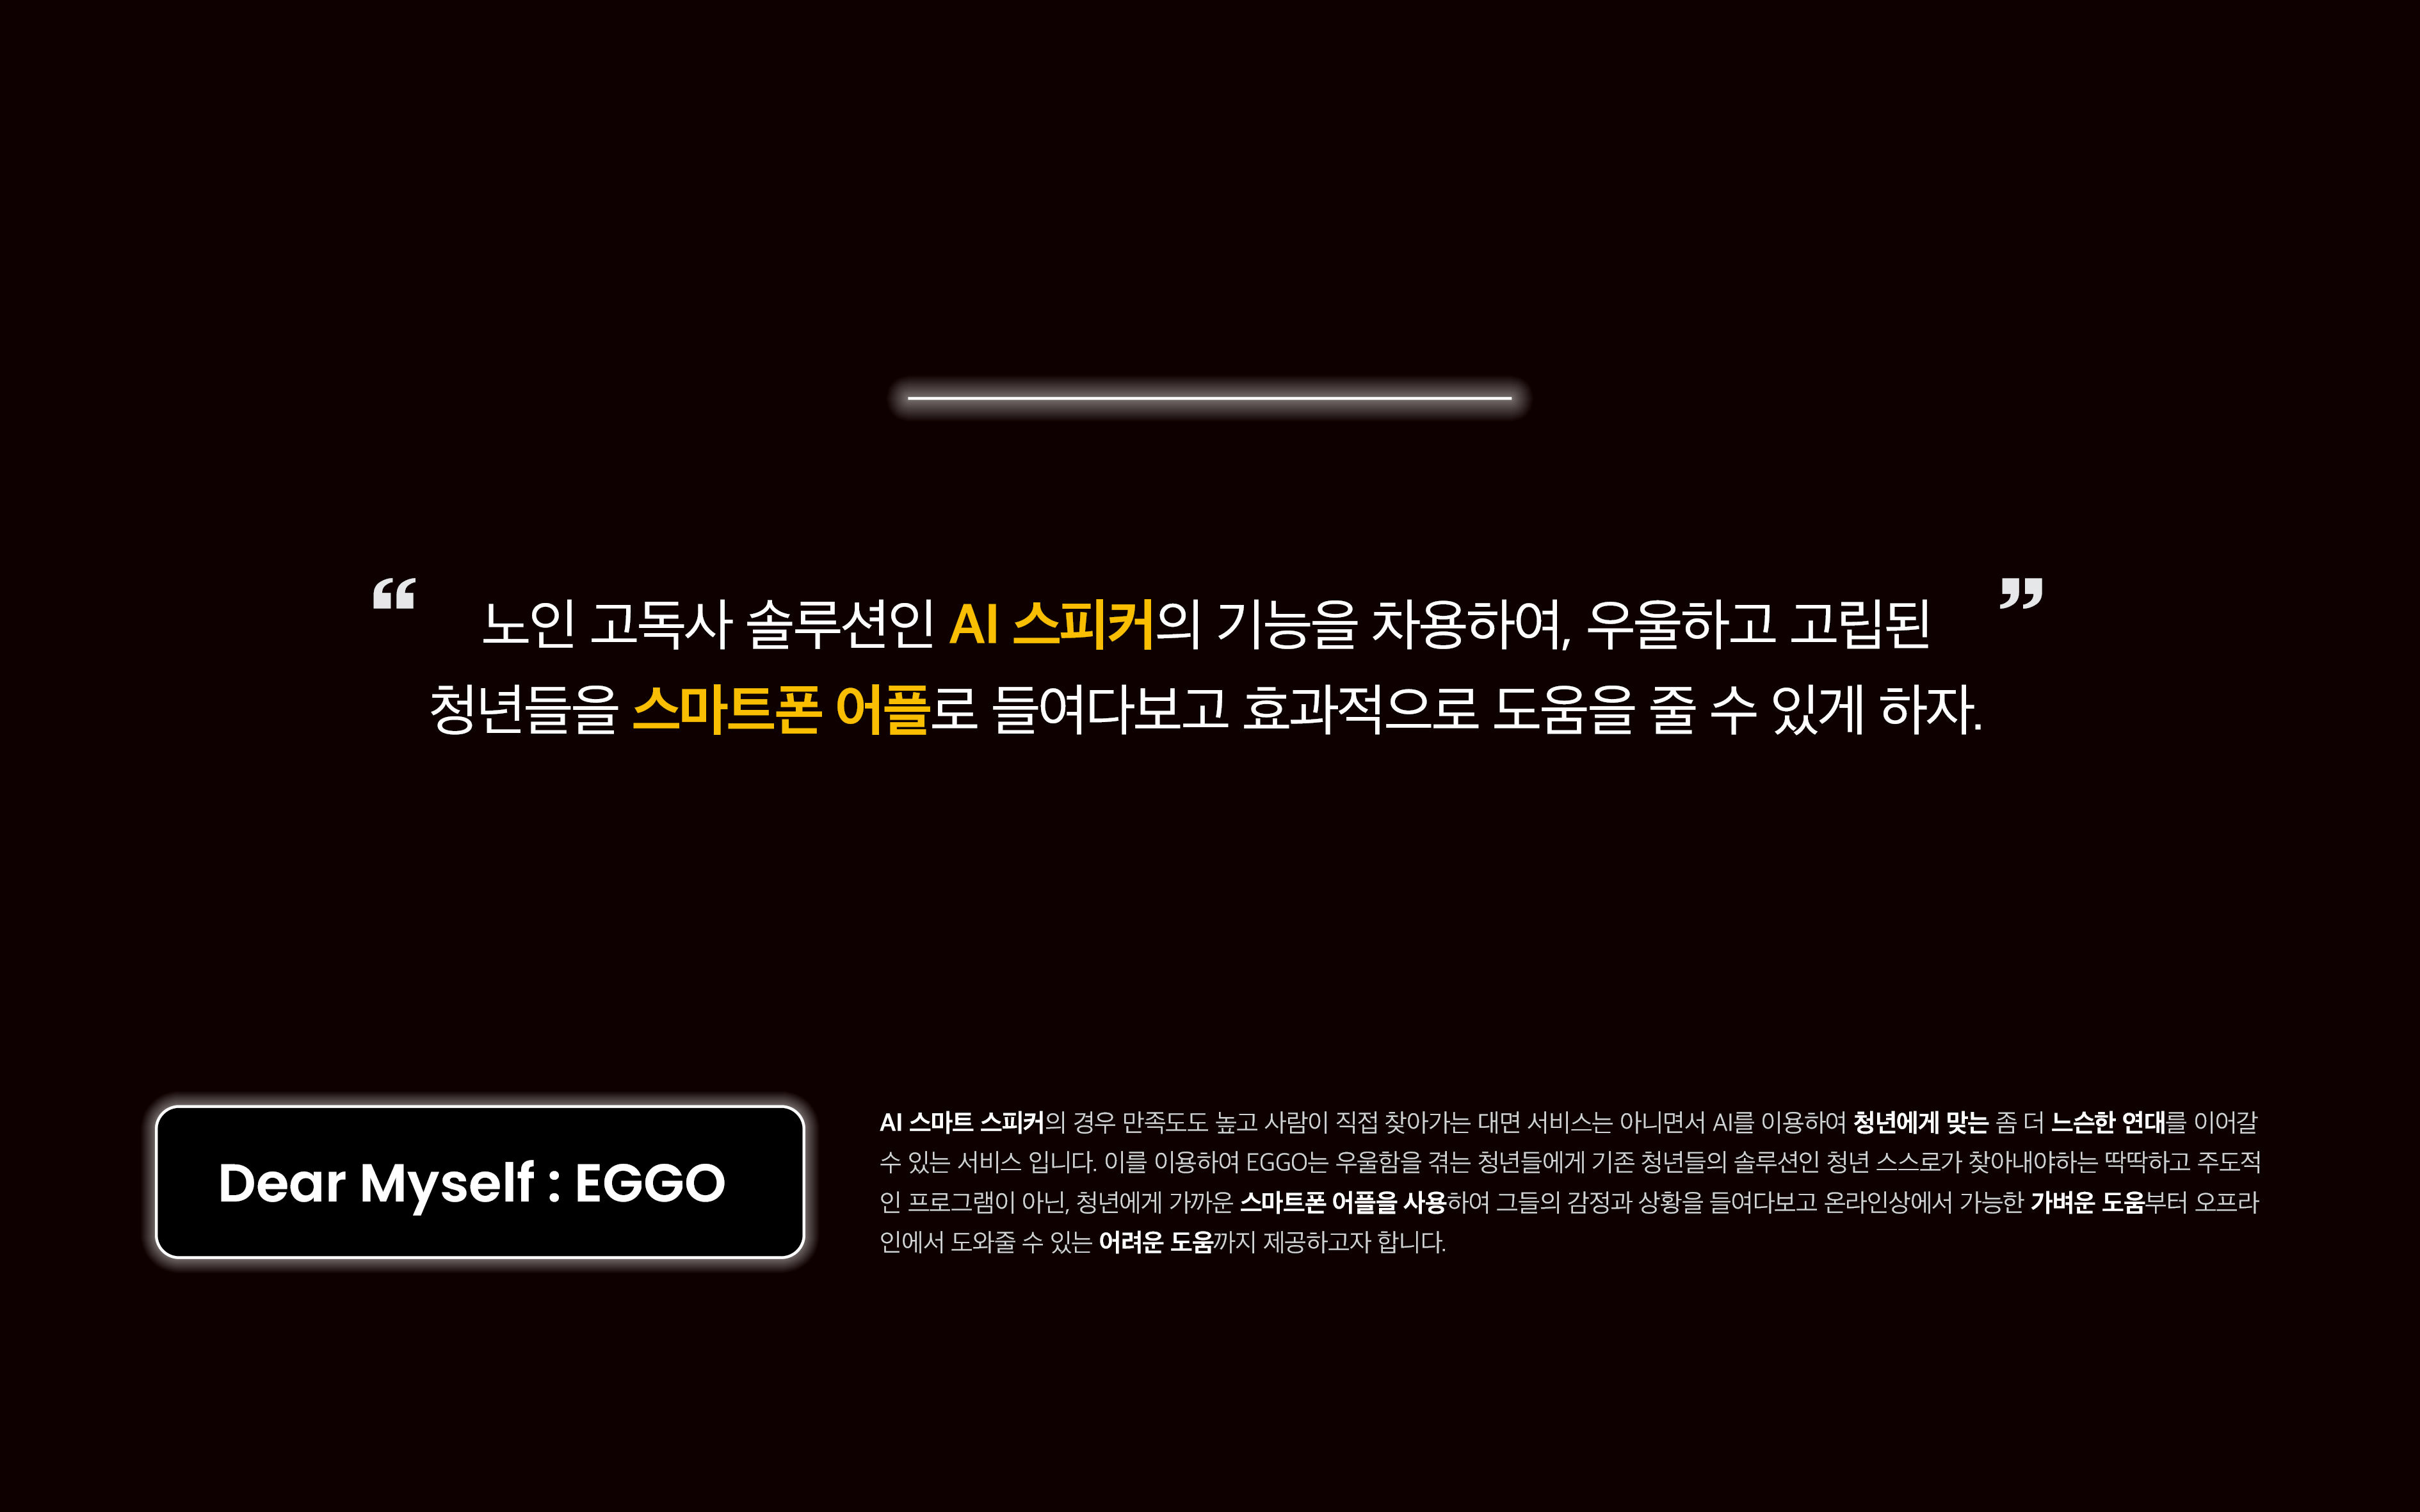 “ 노인 고독사 솔루션인 AI 스피커의 기능을 차용하여, 우울하고 고립된 ”
청년들을 스마트폰 어플로 들여다보고 효과적으로 도움을 줄 수 있게 하자.
Dear Myself : EGGO
AI 스마트 스피커의 경우 만족도도 높고 사람이 직접 찾아가는 대면 서비스는 아니면서 AI를 이용하여 청년에게 맞는 좀 더 느슨한 연대를 이어갈
수 있는 서비스 입니다. 이를 이용하여 EGGO는 우울함을 겪는 청년들에게 기존 청년들의 솔루션인 청년 스스로가 찾아내야하는 딱딱하고 주도적
인 프로그램이 아닌, 청년에게 가까운 스마트폰 어플을 사용하여 그들의 감정과 상황을 들여다보고 온라인상에서 가능한 가벼운 도움부터 오프라
인에서 도와줄 수 있는 어려운 도움까지 제공하고자 합니다.